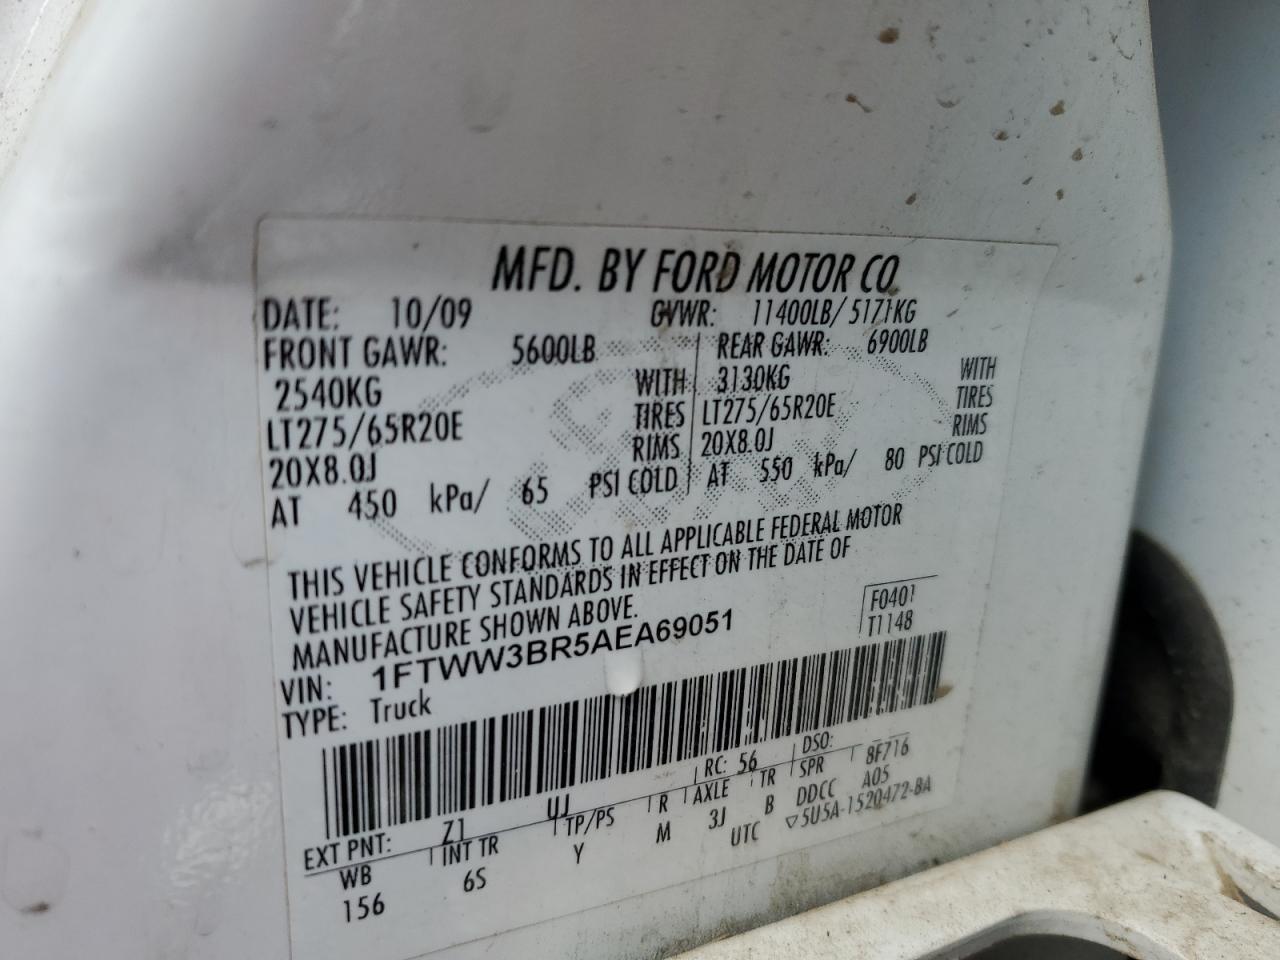 MFD. BY FORD MOTOR CO.
DATE: 10/09 GVWR: 11400LB/ 5171KG
FRONT GAWR: 5600LB REAR GAWR: 6900LB
2540KG WITH 3130KG WITH
LT275/65R20E TIRES LT275/65R20E TIRES
20X8.0J RIMS 20X8.0J RIMS
AT 450 kPa/ 65 PSI COLD AT 550 kPa/ 80 PSI COLD
THIS VEHICLE CONFORMS TO ALL APPLICABLE FEDERAL MOTOR
VEHICLE SAFETY STANDARDS IN EFFECT ON THE DATE OF
MANUFACTURE SHOWN ABOVE.
F0401
T1148
VIN: 1FTWW3BR5AEA69051
TYPE: Truck
EXT PNT: Z1 UJ RC: 56 DSO:
WB INT TR TP/PS R AXLE TR SPR 8F716
156 6S Y M 3J B DDCC A05
UTC ▽5U5A-1520472-BA